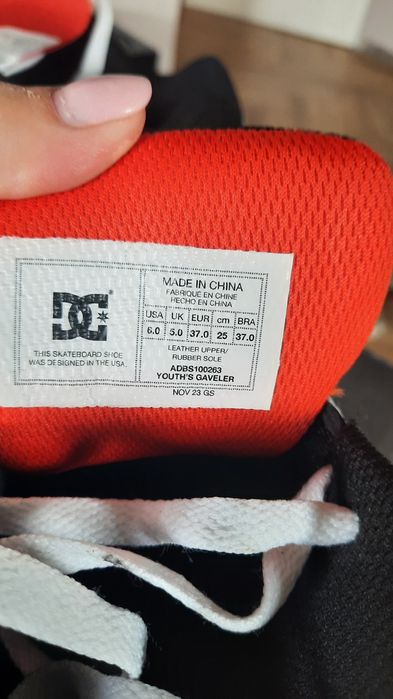 DC
THIS SKATEBOARD SHOE
WAS DESIGNED IN THE USA.
MADE IN CHINA
FABRIQUE EN CHINE
HECHO EN CHINA
USA UK EUR cm BRA
6.0 5.0 37.0 25 37.0
LEATHER UPPER/
RUBBER SOLE
ADBS100263
YOUTH'S GAVELER
NOV 23 GS